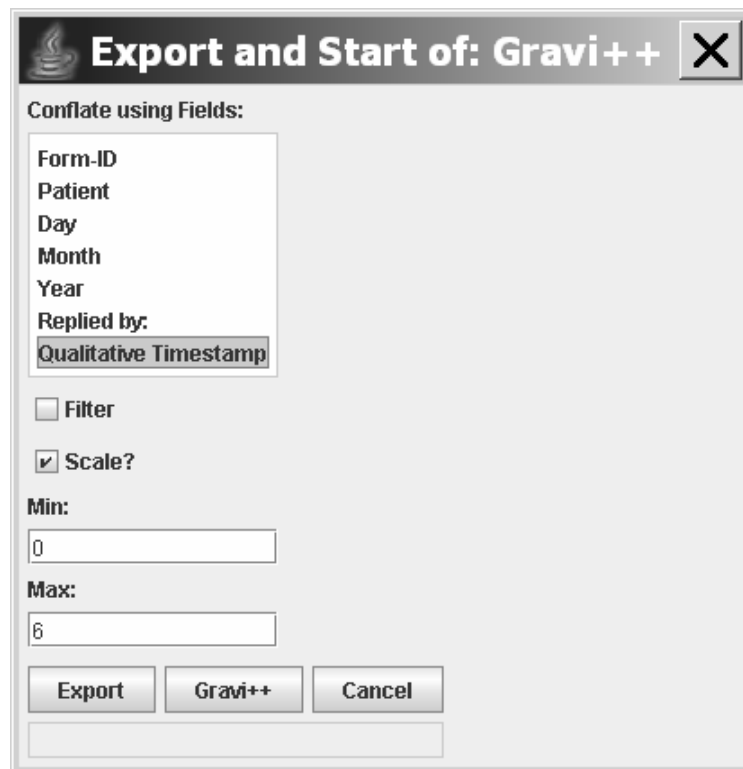 Export and Start of: Gravi++
Conflate using Fields:
Form-ID
Patient
Day
Month
Year
Replied by:
Qualitative Timestamp
Filter
Scale?
Min:
0
Max:
6
Export Gravi++ Cancel